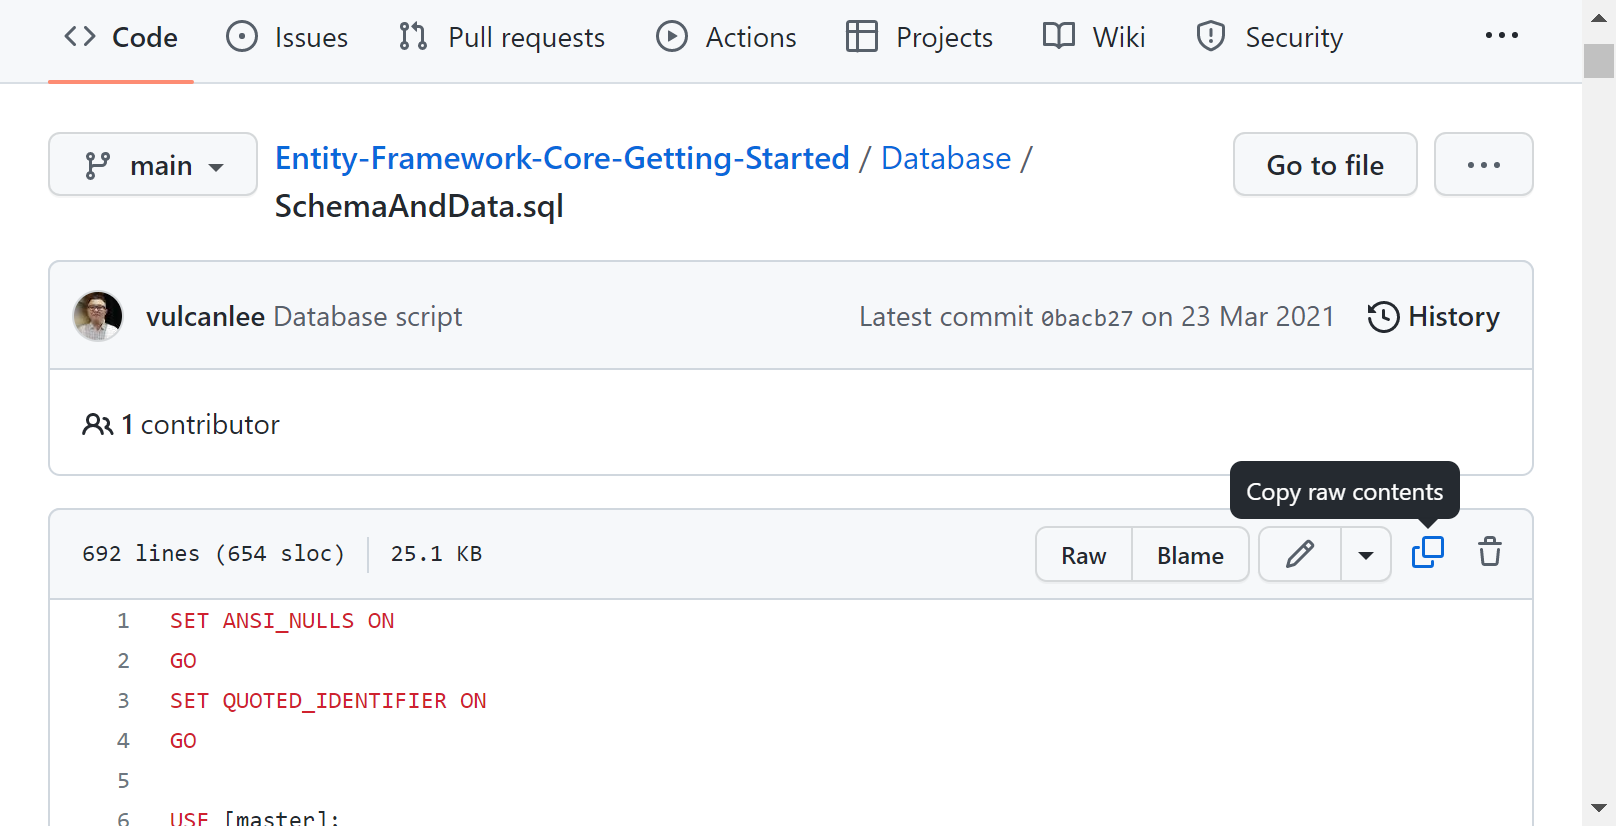 Code Issues Pull requests Actions Projects Wiki Security
main Entity-Framework-Core-Getting-Started / Database / Go to file
SchemaAndData.sql
vulcanlee Database script Latest commit 0bacb27 on 23 Mar 2021 History
1 contributor
Copy raw contents
692 lines (654 sloc) 25.1 KB Raw Blame
1 SET ANSI_NULLS ON
2 GO
3 SET QUOTED_IDENTIFIER ON
4 GO
5
6 USE [master];